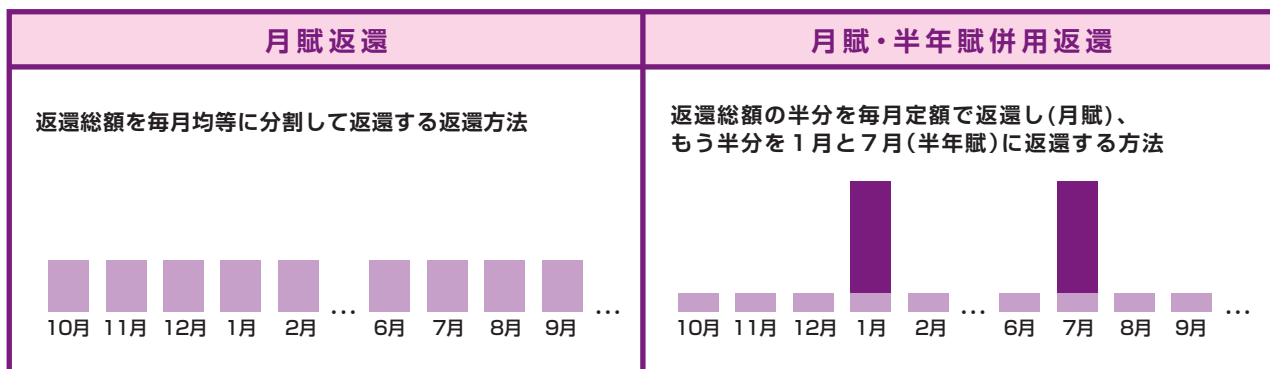 月賦返還
返還総額を毎月均等に分割して返還する返還方法
10月 11月 12月 1月 2月 … 6月 7月 8月 9月 …
月賦・半年賦併用返還
返還総額の半分を毎月定額で返還し(月賦)、
もう半分を1月と7月(半年賦)に返還する方法
10月 11月 12月 1月 2月 … 6月 7月 8月 9月 …